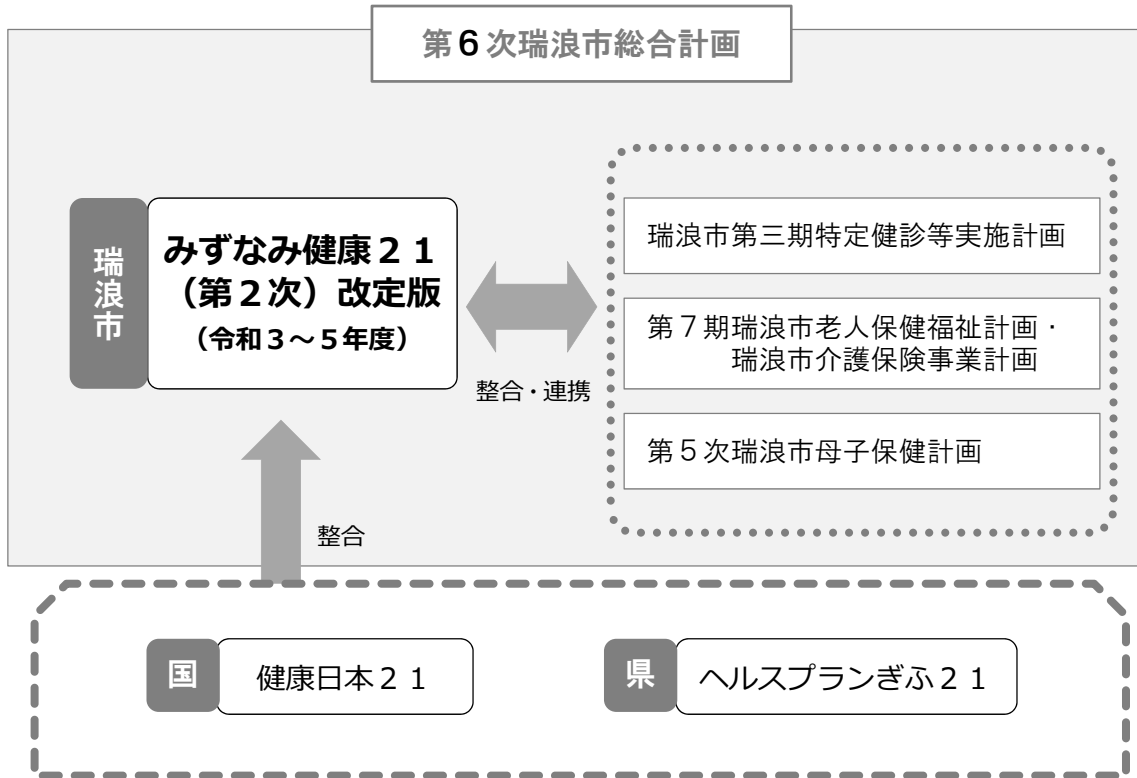 第6次瑞浪市総合計画
瑞浪市
みずなみ健康２１
（第２次）改定版
（令和３～５年度）
整合・連携
瑞浪市第三期特定健診等実施計画
第７期瑞浪市老人保健福祉計画・
瑞浪市介護保険事業計画
第５次瑞浪市母子保健計画
整合
国
健康日本２１
県
ヘルスプランぎふ２１